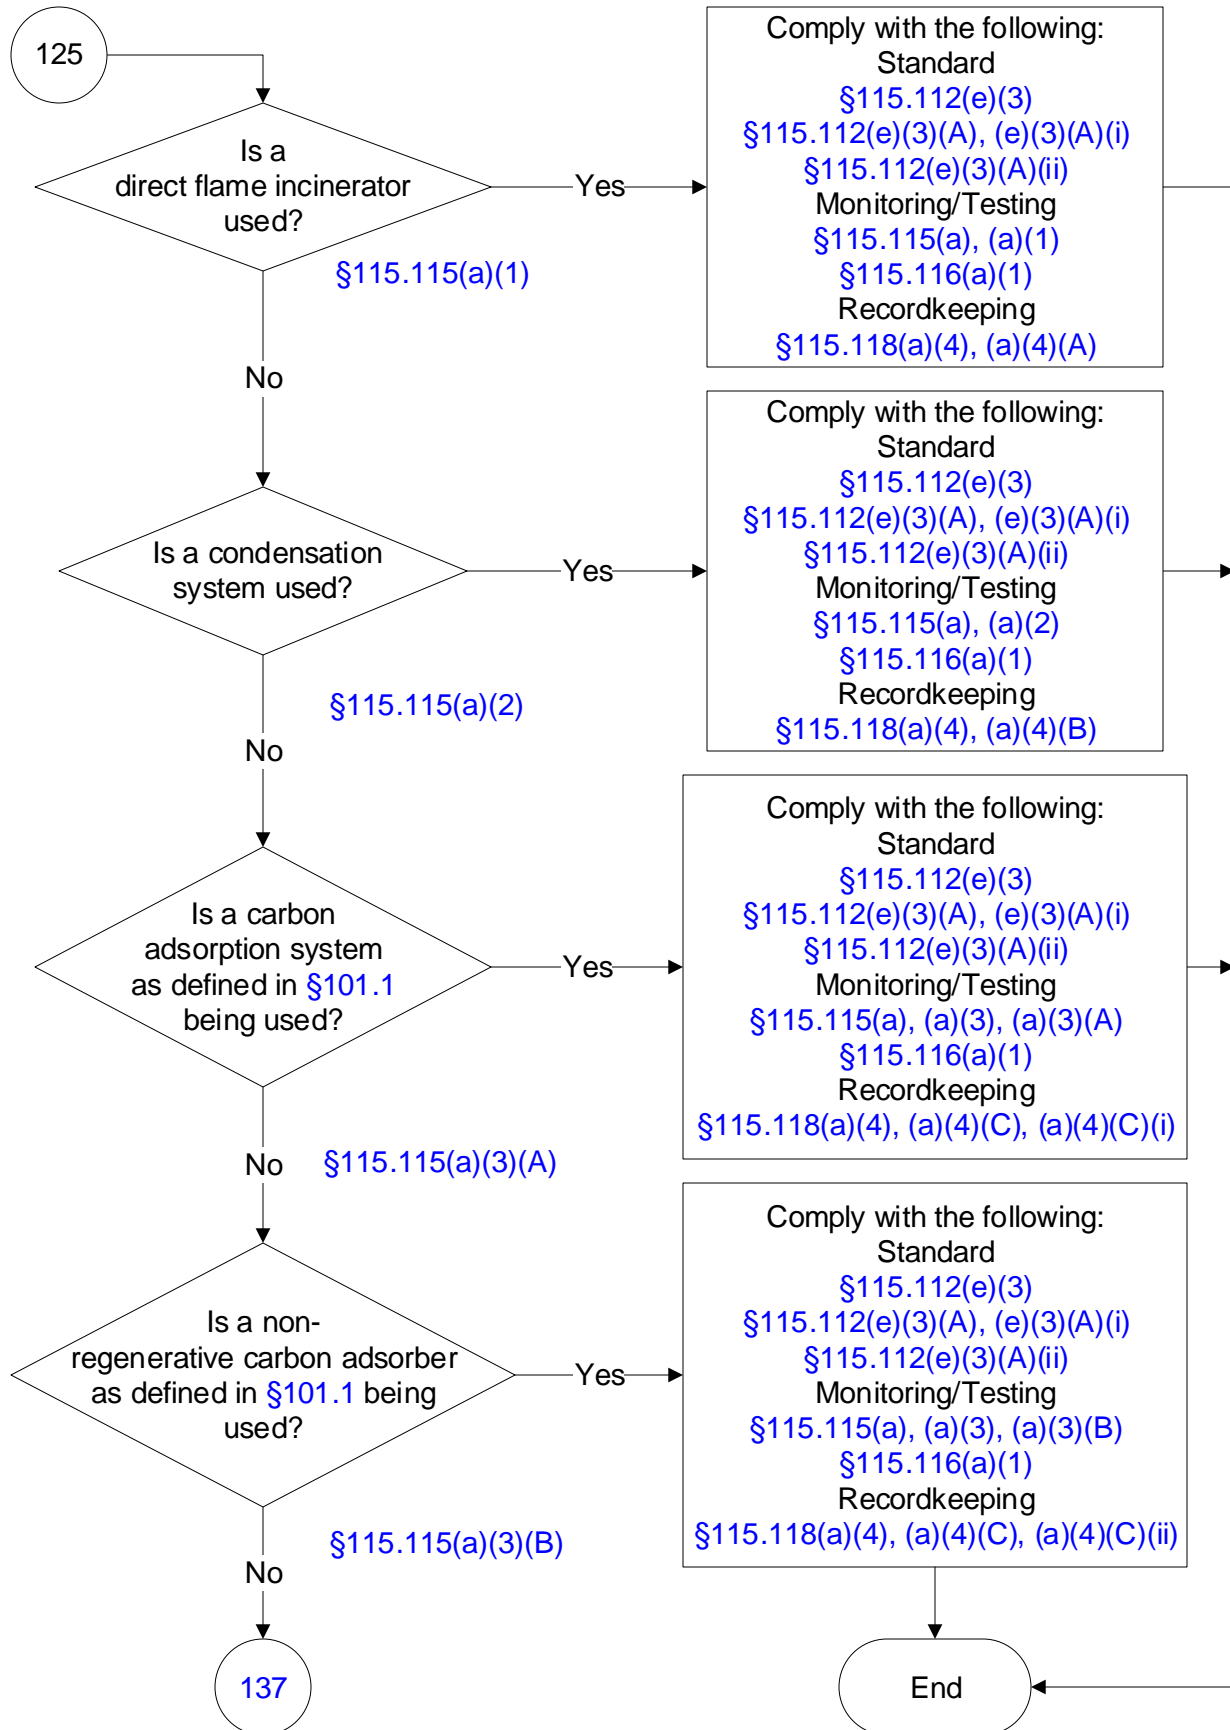 125
Is a
direct flame incinerator
used?
Yes
§115.115(a)(1)
No
Comply with the following:
Standard
§115.112(e)(3)
§115.112(e)(3)(A), (e)(3)(A)(i)
§115.112(e)(3)(A)(ii)
Monitoring/Testing
§115.115(a), (a)(1)
§115.116(a)(1)
Recordkeeping
§115.118(a)(4), (a)(4)(A)
Is a condensation
system used?
Yes
§115.115(a)(2)
No
Comply with the following:
Standard
§115.112(e)(3)
§115.112(e)(3)(A), (e)(3)(A)(i)
§115.112(e)(3)(A)(ii)
Monitoring/Testing
§115.115(a), (a)(2)
§115.116(a)(1)
Recordkeeping
§115.118(a)(4), (a)(4)(B)
Is a carbon
adsorption system
as defined in §101.1
being used?
Yes
No
§115.115(a)(3)(A)
Comply with the following:
Standard
§115.112(e)(3)
§115.112(e)(3)(A), (e)(3)(A)(i)
§115.112(e)(3)(A)(ii)
Monitoring/Testing
§115.115(a), (a)(3), (a)(3)(A)
§115.116(a)(1)
Recordkeeping
§115.118(a)(4), (a)(4)(C), (a)(4)(C)(i)
Is a non-
regenerative carbon adsorber
as defined in §101.1 being
used?
Yes
§115.115(a)(3)(B)
No
Comply with the following:
Standard
§115.112(e)(3)
§115.112(e)(3)(A), (e)(3)(A)(i)
§115.112(e)(3)(A)(ii)
Monitoring/Testing
§115.115(a), (a)(3), (a)(3)(B)
§115.116(a)(1)
Recordkeeping
§115.118(a)(4), (a)(4)(C), (a)(4)(C)(ii)
137
End